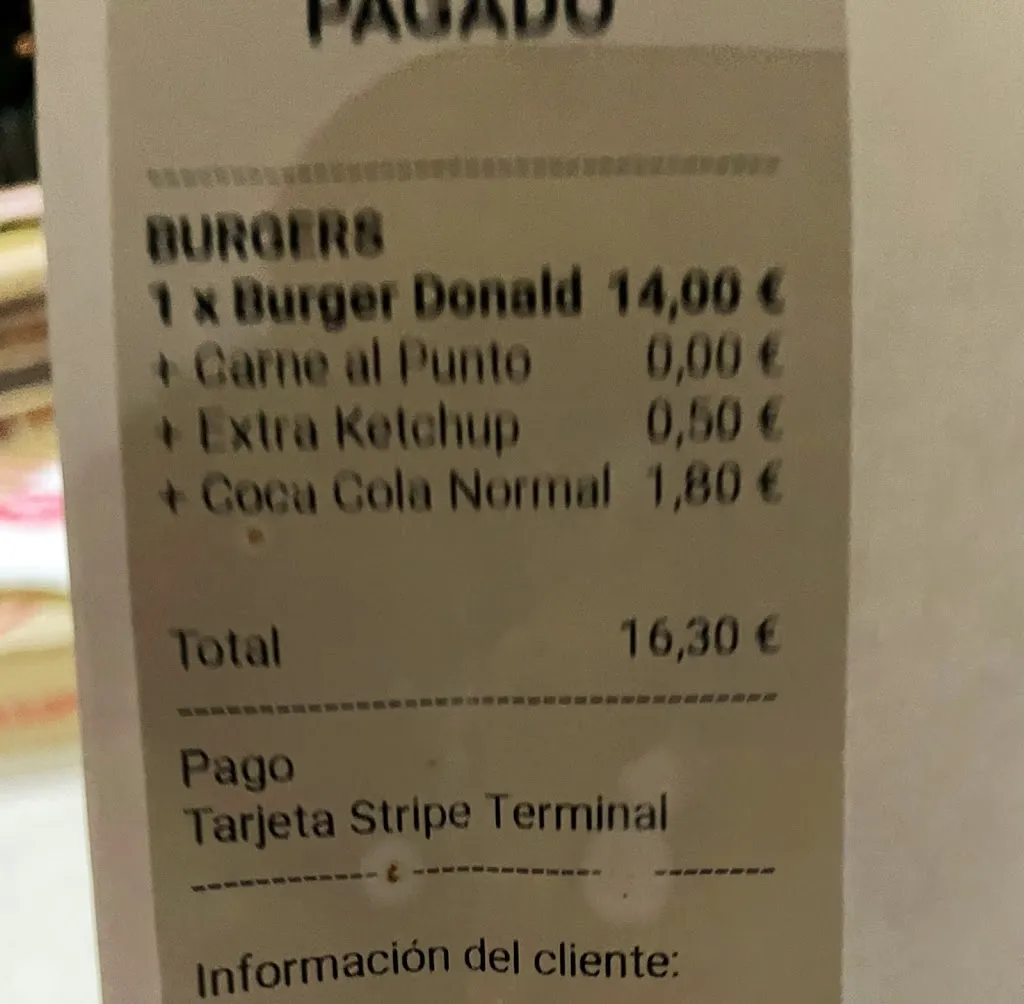 PAGADO
BURGERS
1 x Burger Donald 14,00 €
+ Carne al Punto 0,00 €
+ Extra Ketchup 0,50 €
+ Coca Cola Normal 1,80 €
Total 16,30 €
Pago
Tarjeta Stripe Terminal
Información del cliente: